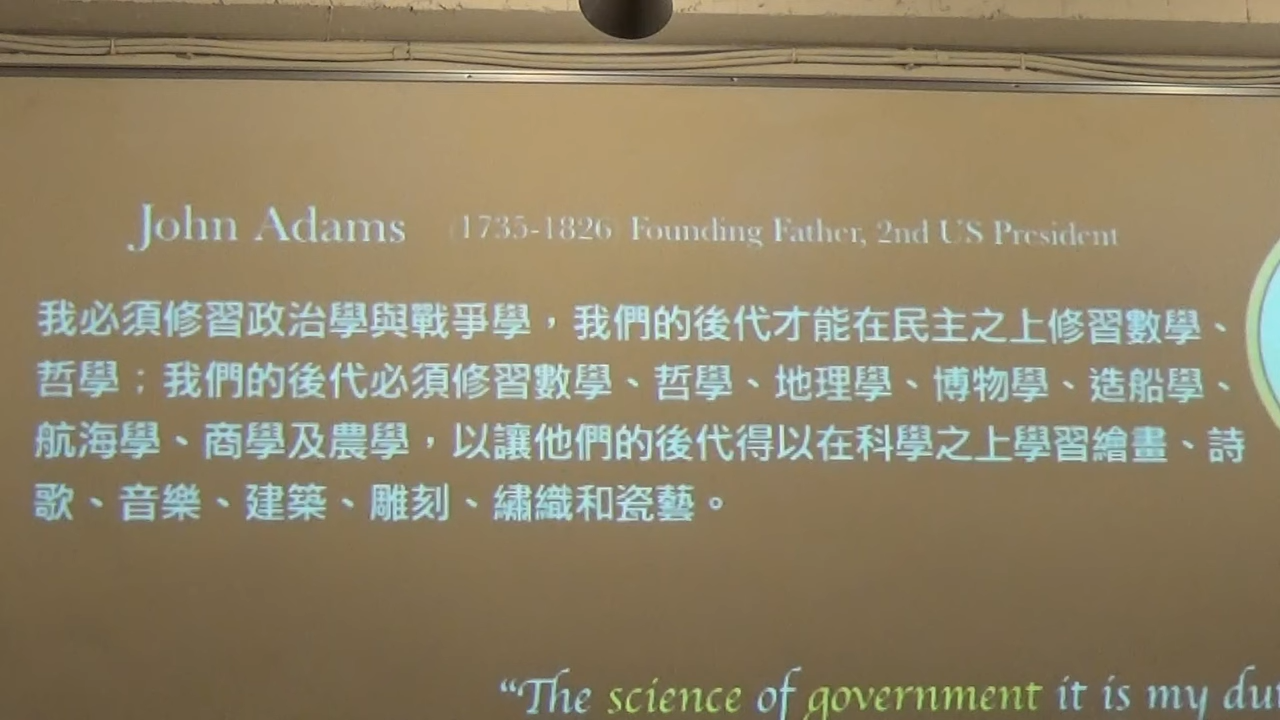 John Adams (1735-1826) Founding Father, 2nd US President
我必須修習政治學與戰爭學，我們的後代才能在民主之上修習數學、
哲學；我們的後代必須修習數學、哲學、地理學、博物學、造船學、
航海學、商學及農學，以讓他們的後代得以在科學之上學習繪畫、詩
歌、音樂、建築、雕刻、繡織和瓷藝。
“The science of government it is my